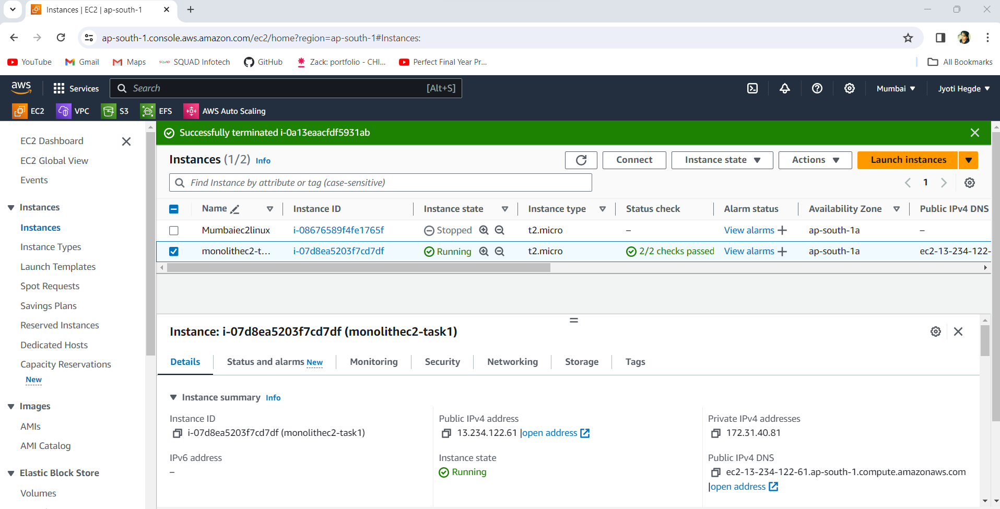 Instances | EC2 | ap-south-1
ap-south-1.console.aws.amazon.com/ec2/home?region=ap-south-1#Instances:
YouTube Gmail Maps SQUAD Infotech GitHub Zack: portfolio - CHI... Perfect Final Year Pr... All Bookmarks
aws Services Search [Alt+S] Mumbai Jyoti Hegde
EC2 VPC S3 EFS AWS Auto Scaling
Successfully terminated i-0a13eaacfdf5931ab
EC2 Dashboard
EC2 Global View
Events
Instances
Instances
Instance Types
Launch Templates
Spot Requests
Savings Plans
Reserved Instances
Dedicated Hosts
Capacity Reservations
New
Images
AMIs
AMI Catalog
Elastic Block Store
Volumes
Instances (1/2) Info Connect Instance state Actions Launch instances
Find Instance by attribute or tag (case-sensitive) 1
Name Instance ID Instance state Instance type Status check Alarm status Availability Zone Public IPv4 DNS
Mumbaiec2linux i-08676589f4fe1765f Stopped t2.micro – View alarms ap-south-1a –
monolithec2-t... i-07d8ea5203f7cd7df Running t2.micro 2/2 checks passed View alarms ap-south-1a ec2-13-234-122-
Instance: i-07d8ea5203f7cd7df (monolithec2-task1)
Details Status and alarms New Monitoring Security Networking Storage Tags
Instance summary Info
Instance ID
i-07d8ea5203f7cd7df (monolithec2-task1)
Public IPv4 address
13.234.122.61 |open address
Private IPv4 addresses
172.31.40.81
IPv6 address
–
Instance state
Running
Public IPv4 DNS
ec2-13-234-122-61.ap-south-1.compute.amazonaws.com
|open address